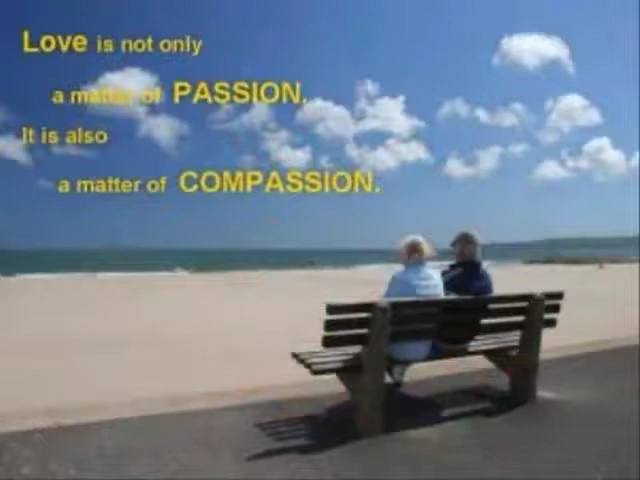 Love is not only
a matter of PASSION.
It is also
a matter of COMPASSION.